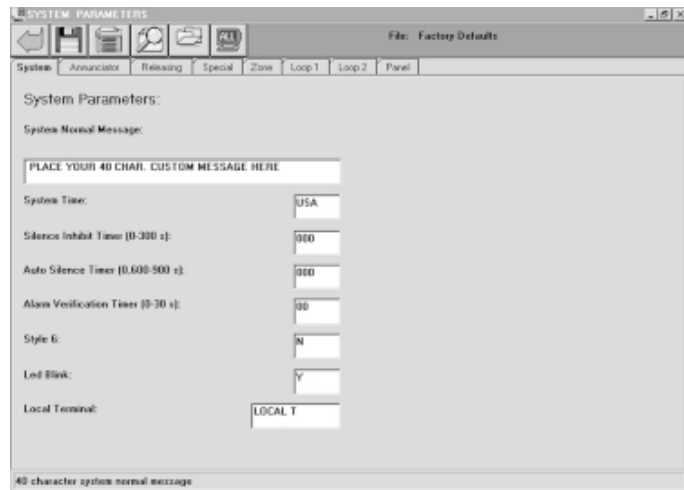 SYSTEM PARAMETERS
ALL
File: Factory Defaults
System Annunciator Releasing Special Zone Loop 1 Loop 2 Panel
System Parameters:
System Normal Message:
PLACE YOUR 40 CHAR. CUSTOM MESSAGE HERE
System Time: USA
Silence Inhibit Timer (0-300 s): 000
Auto Silence Timer (0,600-900 s): 000
Alarm Verification Timer (0-30 s): 00
Style 6: N
Led Blink: Y
Local Terminal: LOCAL T
40 character system normal message